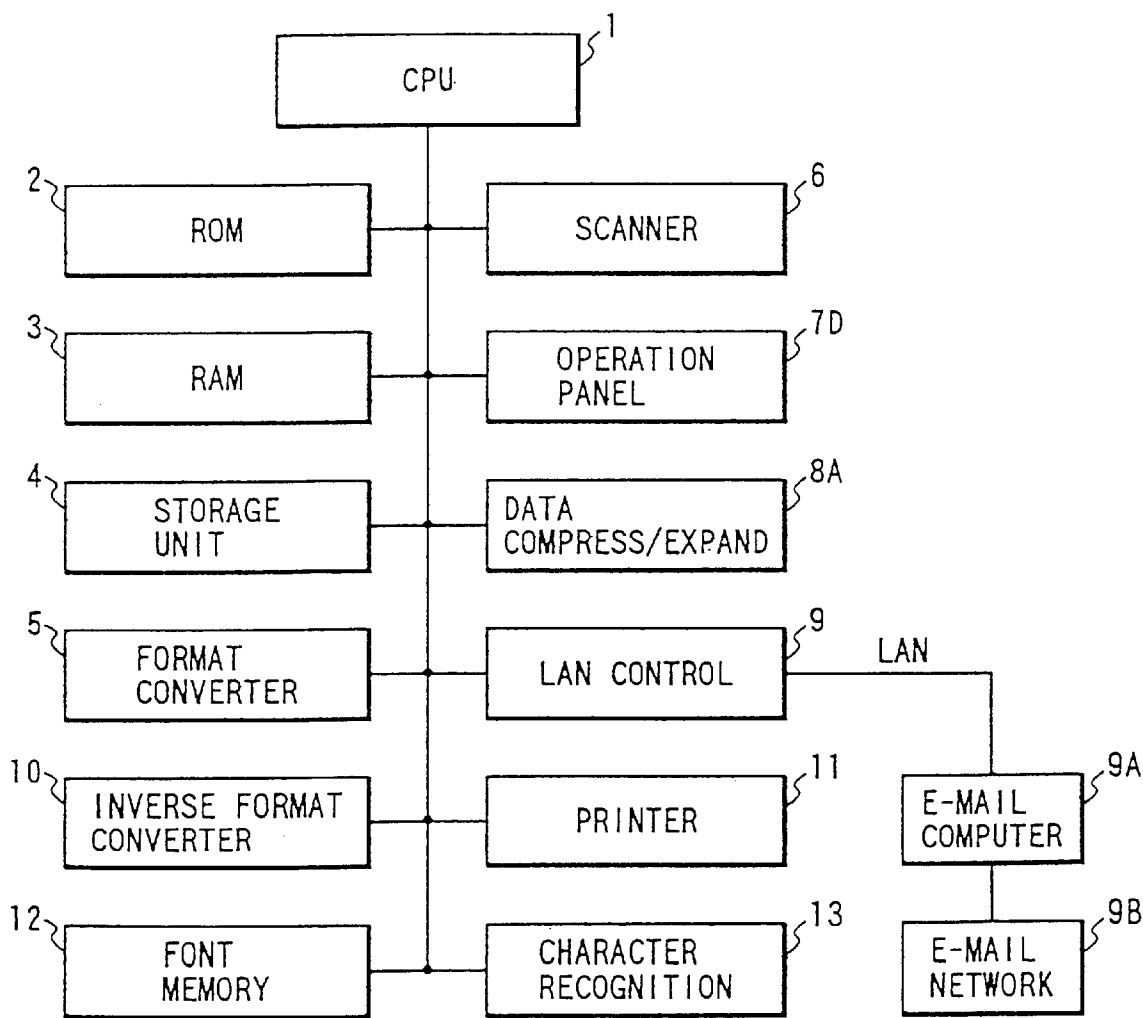 1
CPU
2
ROM
6
SCANNER
3
RAM
7D
OPERATION
PANEL
4
STORAGE
UNIT
8A
DATA
COMPRESS/EXPAND
5
FORMAT
CONVERTER
9
LAN CONTROL
LAN
10
INVERSE FORMAT
CONVERTER
11
PRINTER
9A
E-MAIL
COMPUTER
12
FONT
MEMORY
13
CHARACTER
RECOGNITION
9B
E-MAIL
NETWORK